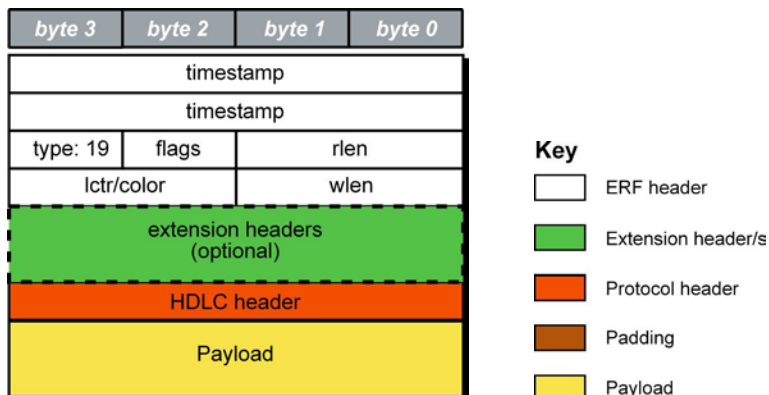 byte 3 byte 2 byte 1 byte 0
timestamp
timestamp
type: 19 flags rlen
lctr/color wlen
extension headers
(optional)
HDLC header
Payload
Key
ERF header
Extension header/s
Protocol header
Padding
Payload